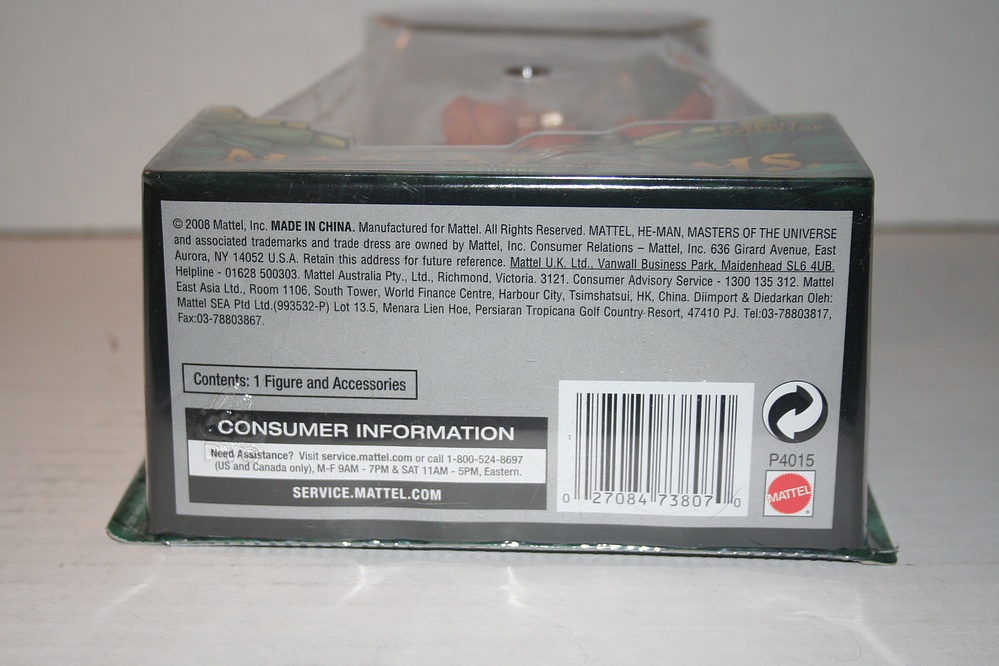 © 2008 Mattel, Inc. MADE IN CHINA. Manufactured for Mattel. All Rights Reserved. MATTEL, HE-MAN, MASTERS OF THE UNIVERSE
and associated trademarks and trade dress are owned by Mattel, Inc. Consumer Relations – Mattel, Inc. 636 Girard Avenue, East
Aurora, NY 14052 U.S.A. Retain this address for future reference. Mattel U.K. Ltd., Vanwall Business Park, Maidenhead SL6 4UB.
Helpline - 01628 500303. Mattel Australia Pty., Ltd., Richmond, Victoria. 3121. Consumer Advisory Service - 1300 135 312. Mattel
East Asia Ltd., Room 1106, South Tower, World Finance Centre, Harbour City, Tsimshatsui, HK, China. Diimport & Diedarkan Oleh:
Mattel SEA Ptd Ltd.(993532-P) Lot 13.5, Menara Lien Hoe, Persiaran Tropicana Golf Country Resort, 47410 PJ. Tel:03-78803817,
Fax:03-78803867.
Contents: 1 Figure and Accessories
CONSUMER INFORMATION
Need Assistance? Visit service.mattel.com or call 1-800-524-8697
(US and Canada only), M-F 9AM - 7PM & SAT 11AM - 5PM, Eastern.
SERVICE.MATTEL.COM
0 27084 73807 0
P4015
MATTEL